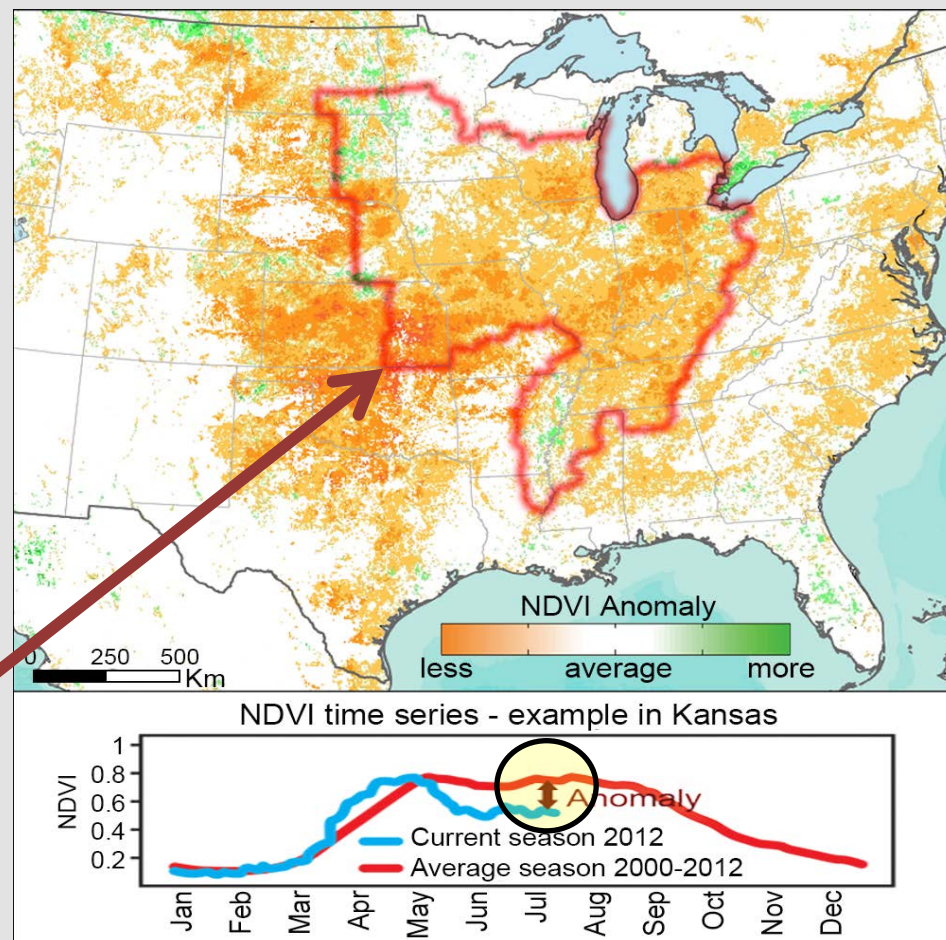 NDVI Anomaly
less average more
0 250 500
Km
NDVI time series - example in Kansas
NDVI
1
0.8
0.6
0.4
0.2
Anomaly
Current season 2012
Average season 2000-2012
Jan Feb Mar Apr May Jun Jul Aug Sep Oct Nov Dec